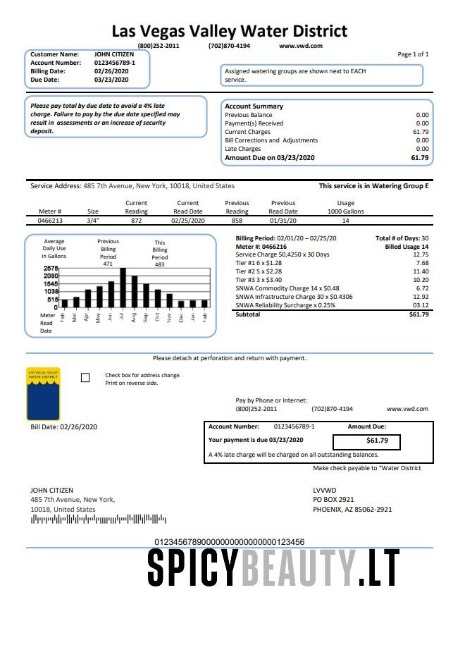 Las Vegas Valley Water District
(800)252-2011 (702)870-4194 www.vwd.com
Page 1 of 1
Customer Name: JOHN CITIZEN
Account Number: 0123456789-1
Billing Date: 02/26/2020
Due Date: 03/23/2020
Assigned watering groups are shown next to EACH
service.
Please pay total by due date to avoid a 4% late
charge. Failure to pay by the due date specified may
result in assessments or an increase of security
deposit.
Account Summary
Previous Balance 0.00
Payment(s) Received 0.00
Current Charges 61.79
Bill Corrections and Adjustments 0.00
Late Charges 0.00
Amount Due on 03/23/2020 61.79
Service Address: 485 7th Avenue, New York, 10018, United States This service is in Watering Group E
Current Current Previous Previous Usage
Meter # Size Reading Read Date Reading Read Date 1000 Gallons
0466213 3/4" 872 02/25/2020 858 01/31/20 14
Average Previous This
Daily Use Billing Billing
in Gallons Period Period
471 483
2575
2060
1545
1030
515
0
Meter
Read
Date
Feb Mar Apr May Jun Jul Aug Sep Oct Nov Dec Jan Feb
Billing Period: 02/01/20 – 02/25/20 Total # of Days: 30
Meter #: 0466216 Billed Usage 14
Service Charge $0,4250 x 30 Days 12.75
Tier #1 6 x $1.28 7.68
Tier #2 5 x $2.28 11.40
Tier #3 3 x $3.40 10.20
SNWA Commodity Charge 14 x $0.48 6.72
SNWA Infrastructure Charge 30 x $0.4306 12.92
SNWA Reliability Surcharge x 0.25% 03.12
Subtotal $61.79
Please detach at perforation and return with payment.
LAS VEGAS VALLEY
WATER DISTRICT
Check box for address change.
Print on reverse side.
Pay by Phone or Internet:
(800)252-2011 (702)870-4194 www.vwd.com
Bill Date: 02/26/2020
Account Number: 0123456789-1 Amount Due:
Your payment is due 03/23/2020 $61.79
A 4% late charge will be charged on all outstanding balances.
Make check payable to "Water District
JOHN CITIZEN
485 7th Avenue, New York,
10018, United States
LVVWD
PO BOX 2921
PHOENIX, AZ 85062-2921
SPICYBEAUTY.LT